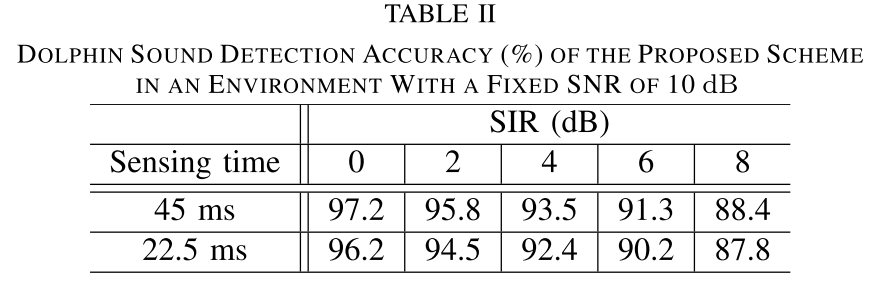 TABLE II
DOLPHIN SOUND DETECTION ACCURACY (%) OF THE PROPOSED SCHEME
IN AN ENVIRONMENT WITH A FIXED SNR OF 10 dB
SIR (dB)
Sensing time 0 2 4 6 8
45 ms 97.2 95.8 93.5 91.3 88.4
22.5 ms 96.2 94.5 92.4 90.2 87.8